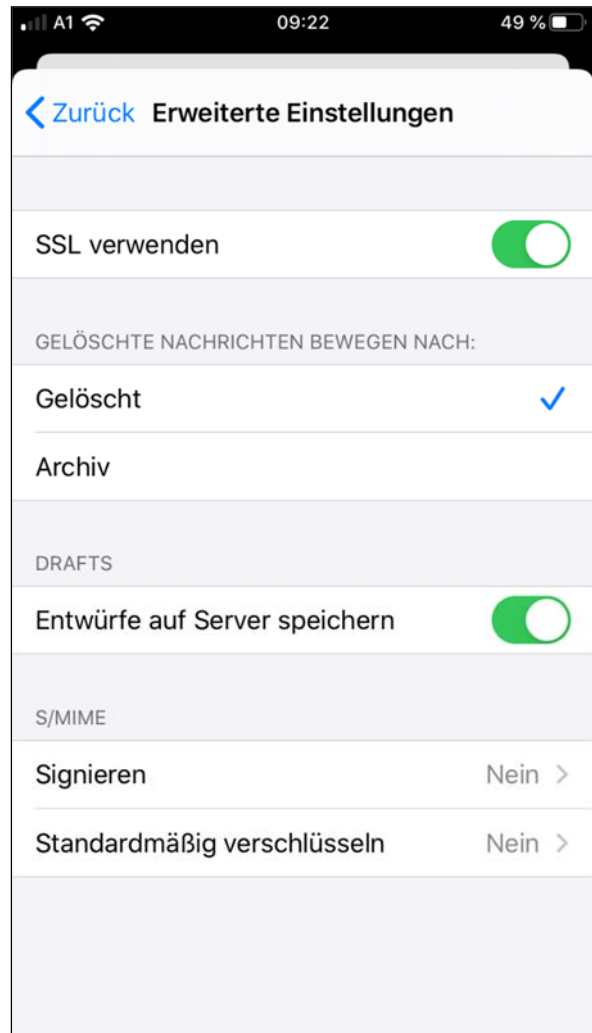 A1 09:22 49 %
Zurück Erweiterte Einstellungen
SSL verwenden
GELÖSCHTE NACHRICHTEN BEWEGEN NACH:
Gelöscht
Archiv
DRAFTS
Entwürfe auf Server speichern
S/MIME
Signieren Nein
Standardmäßig verschlüsseln Nein